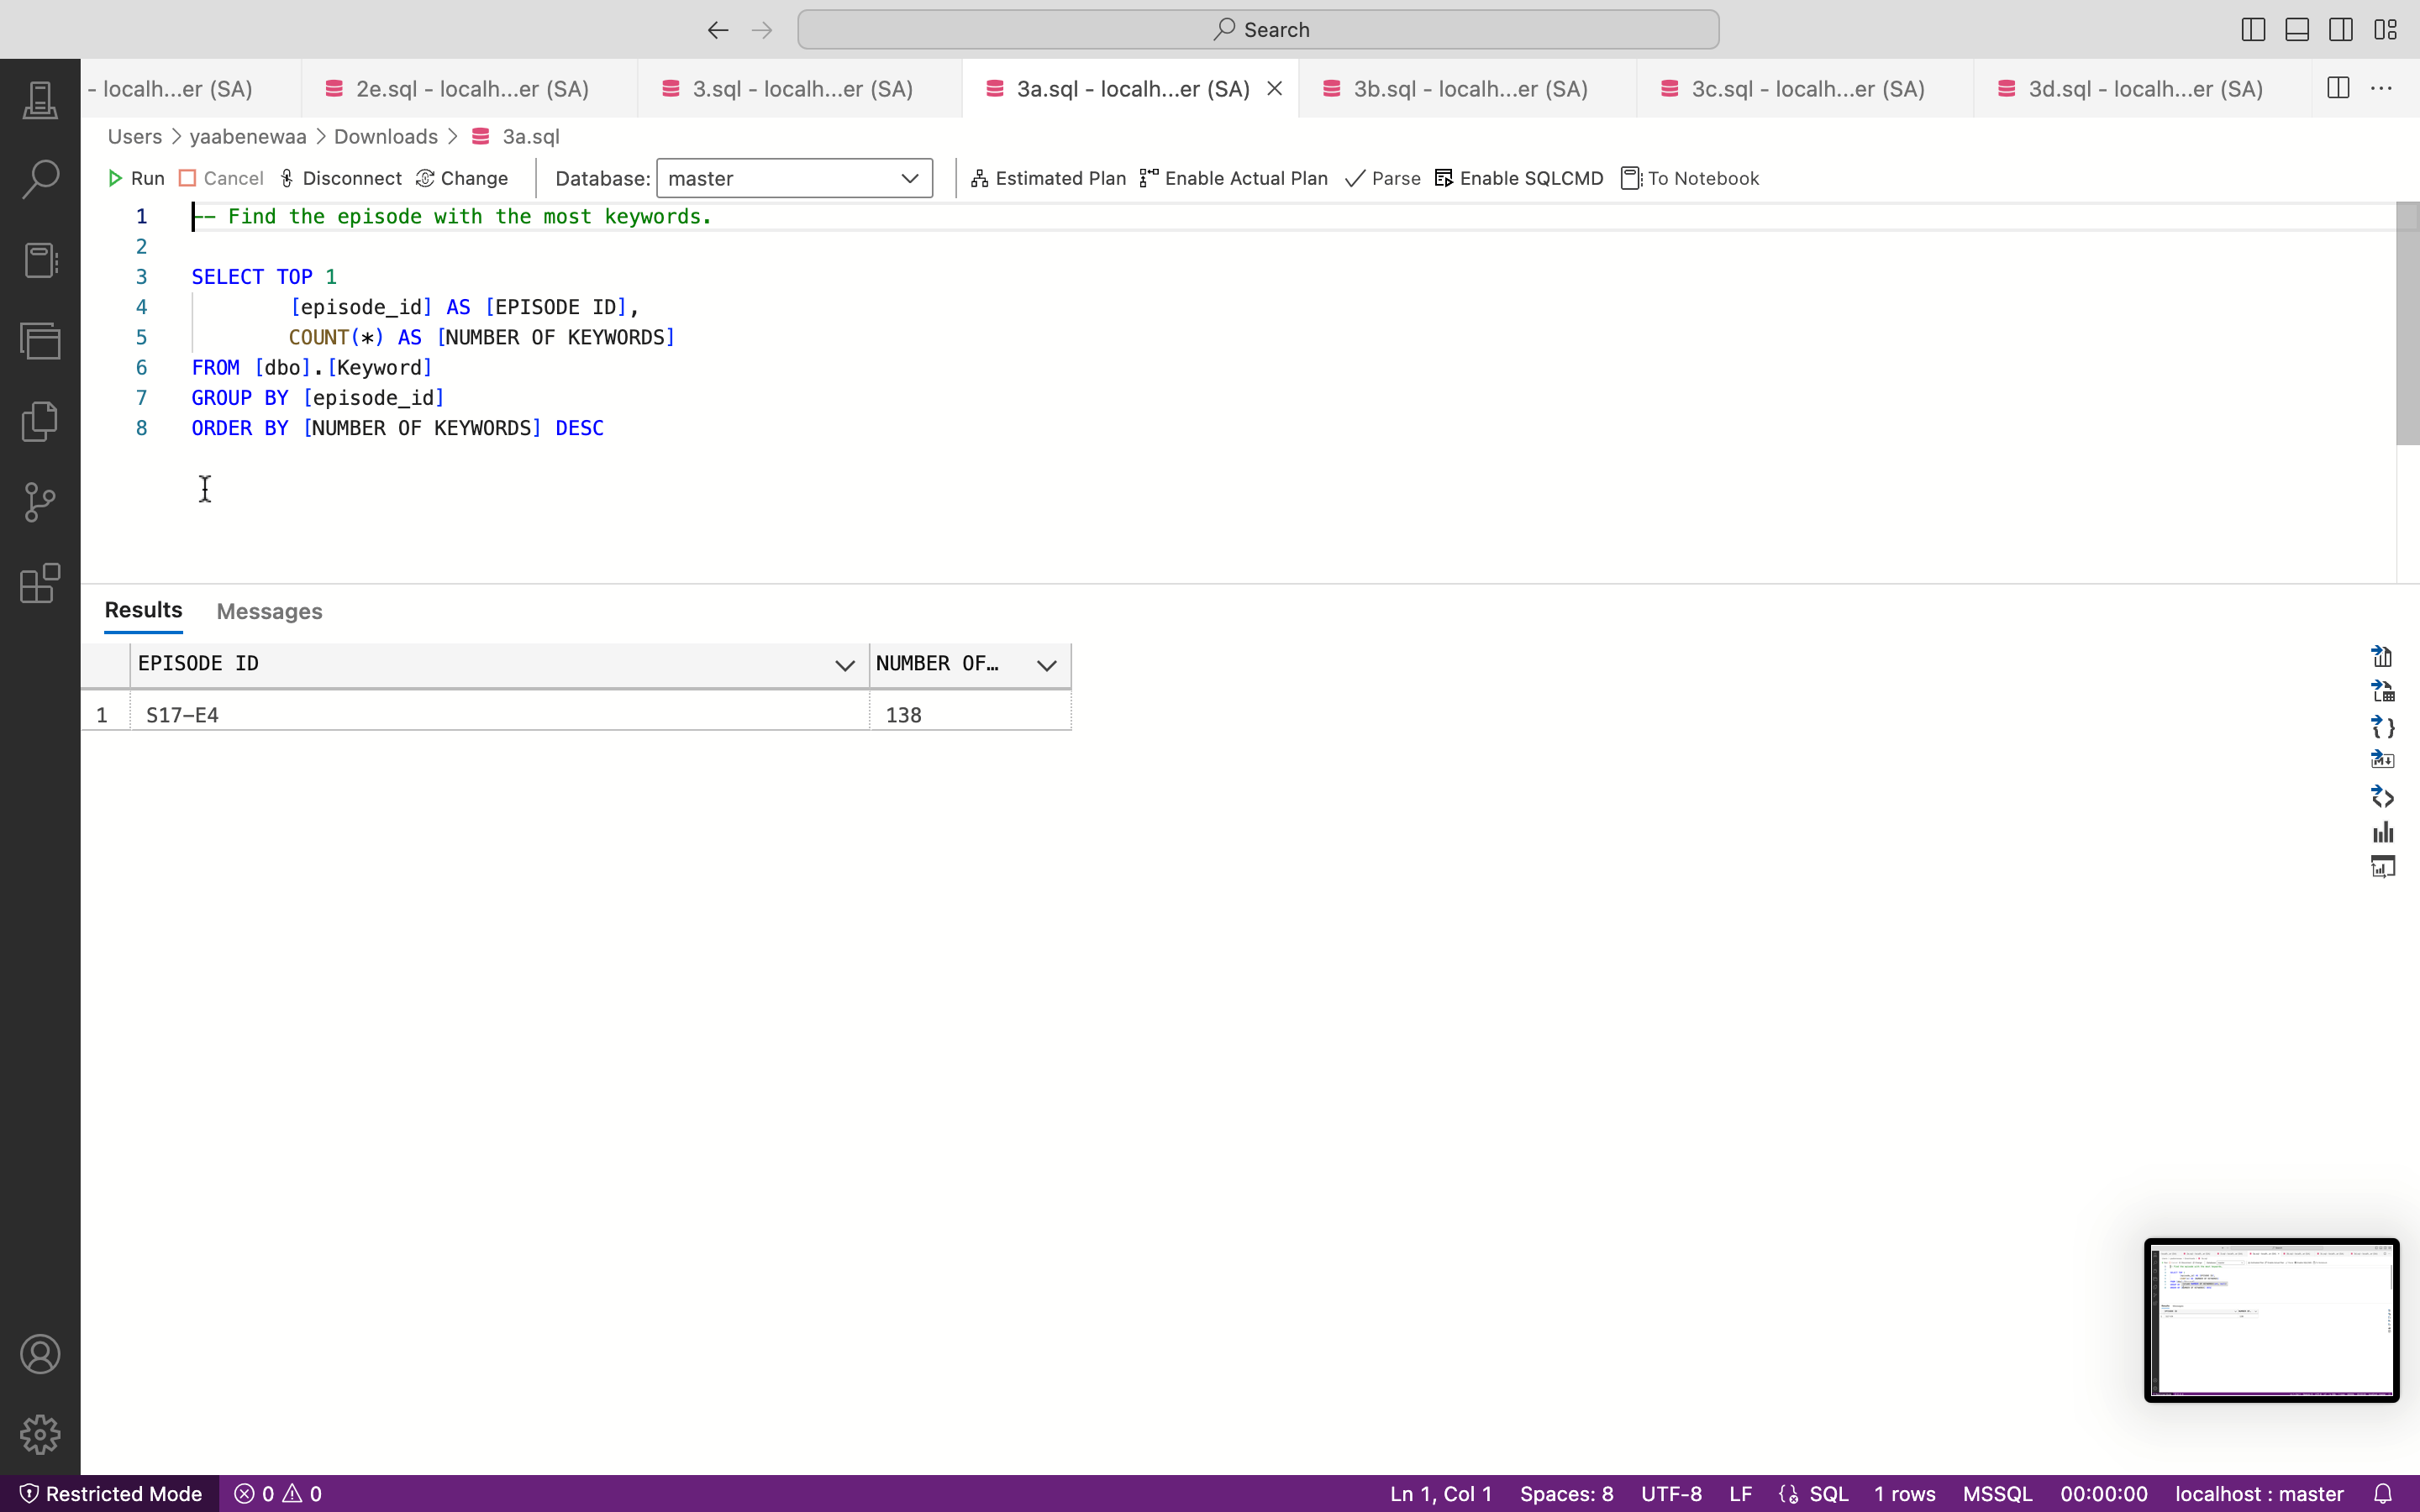 Search
- localh...er (SA)
2e.sql - localh...er (SA)
3.sql - localh...er (SA)
3a.sql - localh...er (SA)
3b.sql - localh...er (SA)
3c.sql - localh...er (SA)
3d.sql - localh...er (SA)
Users > yaabenewaa > Downloads > 3a.sql
Run Cancel Disconnect Change Database: master Estimated Plan Enable Actual Plan Parse Enable SQLCMD To Notebook
1 -- Find the episode with the most keywords.
2
3 SELECT TOP 1
4 [episode_id] AS [EPISODE ID],
5 COUNT(*) AS [NUMBER OF KEYWORDS]
6 FROM [dbo].[Keyword]
7 GROUP BY [episode_id]
8 ORDER BY [NUMBER OF KEYWORDS] DESC
Results Messages
EPISODE ID NUMBER OF…
1 S17-E4 138
Restricted Mode 0 0 Ln 1, Col 1 Spaces: 8 UTF-8 LF SQL 1 rows MSSQL 00:00:00 localhost : master